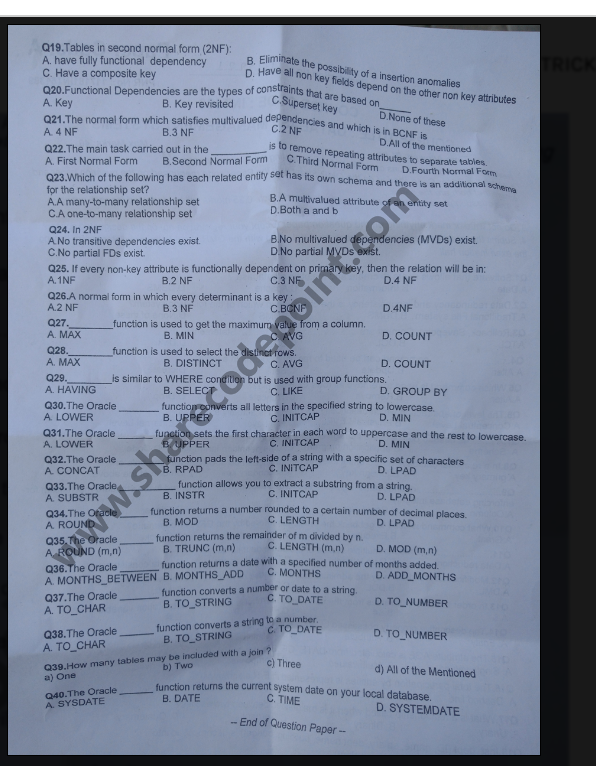 TRICK
Q19.Tables in second normal form (2NF):
A. have fully functional dependency B. Eliminate the possibility of a insertion anomalies
C. Have a composite key D. Have all non key fields depend on the other non key attributes
Q20.Functional Dependencies are the types of constraints that are based on______
A. Key B. Key revisited C.Superset key D.None of these
Q21.The normal form which satisfies multivalued dependencies and which is in BCNF is
A. 4 NF B.3 NF C.2 NF D.All of the mentioned
Q22.The main task carried out in the __________ is to remove repeating attributes to separate tables.
A. First Normal Form B.Second Normal Form C.Third Normal Form D.Fourth Normal Form
Q23.Which of the following has each related entity set has its own schema and there is an additional schema
for the relationship set?
A.A many-to-many relationship set B.A multivalued attribute of an entity set
C.A one-to-many relationship set D.Both a and b
Q24. In 2NF
A.No transitive dependencies exist. B.No multivalued dependencies (MVDs) exist.
C.No partial FDs exist. D.No partial MVDs exist.
Q25. If every non-key attribute is functionally dependent on primary key, then the relation will be in:
A.1NF B.2 NF C.3 NF D.4 NF
Q26.A normal form in which every determinant is a key :
A.2 NF B.3 NF C.BCNF D.4NF
Q27.________function is used to get the maximum value from a column.
A. MAX B. MIN C. AVG D. COUNT
Q28.________function is used to select the distinct rows.
A. MAX B. DISTINCT C. AVG D. COUNT
Q29.________is similar to WHERE condition but is used with group functions.
A. HAVING B. SELECT C. LIKE D. GROUP BY
Q30.The Oracle _______ function converts all letters in the specified string to lowercase.
A. LOWER B. UPPER C. INITCAP D. MIN
Q31.The Oracle _______ function sets the first character in each word to uppercase and the rest to lowercase.
A. LOWER B. UPPER C. INITCAP D. MIN
Q32.The Oracle _________ function pads the left-side of a string with a specific set of characters
A. CONCAT B. RPAD C. INITCAP D. LPAD
Q33.The Oracle __________ function allows you to extract a substring from a string.
A. SUBSTR B. INSTR C. INITCAP D. LPAD
Q34.The Oracle _____ function returns a number rounded to a certain number of decimal places.
A. ROUND B. MOD C. LENGTH D. LPAD
Q35.The Oracle ______ function returns the remainder of m divided by n.
A. ROUND (m,n) B. TRUNC (m,n) C. LENGTH (m,n) D. MOD (m,n)
Q36.The Oracle ______ function returns a date with a specified number of months added.
A. MONTHS_BETWEEN B. MONTHS_ADD C. MONTHS D. ADD_MONTHS
Q37.The Oracle ______ function converts a number or date to a string.
A. TO_CHAR B. TO_STRING C. TO_DATE D. TO_NUMBER
Q38.The Oracle ______ function converts a string to a number.
A. TO_CHAR B. TO_STRING C. TO_DATE D. TO_NUMBER
Q39.How many tables may be included with a join ?
a) One b) Two c) Three d) All of the Mentioned
Q40.The Oracle ______ function returns the current system date on your local database.
A. SYSDATE B. DATE C. TIME D. SYSTEMDATE
-- End of Question Paper --
www.sharecodepoint.com